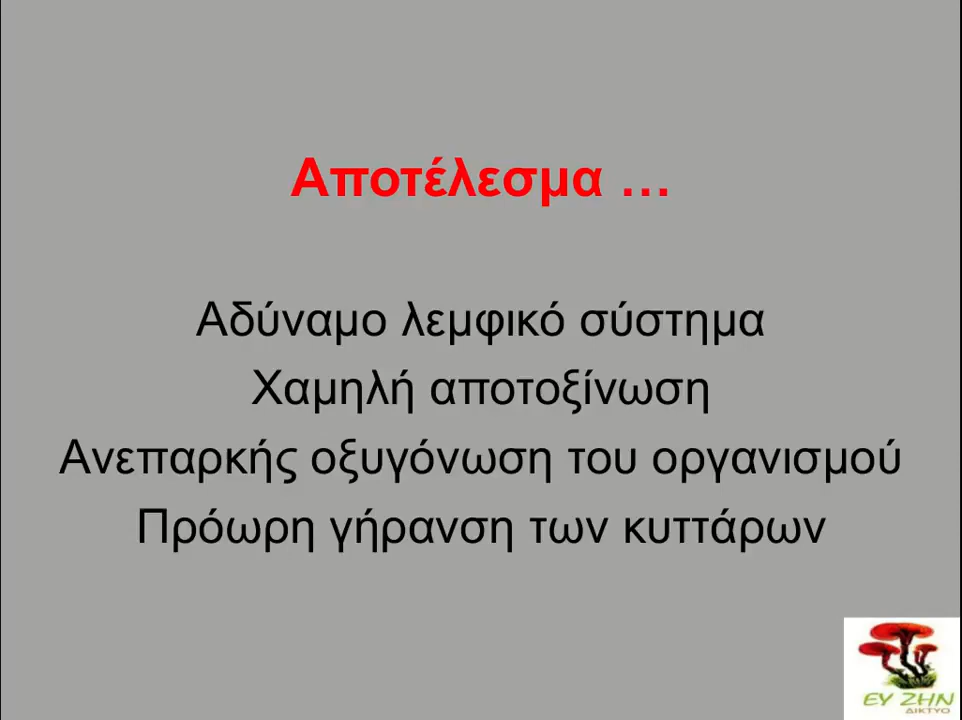 Αποτέλεσμα …
Αδύναμο λεμφικό σύστημα
Χαμηλή αποτοξίνωση
Ανεπαρκής οξυγόνωση του οργανισμού
Πρόωρη γήρανση των κυττάρων
ΕΥ ΖΗΝ
ΔΙΚΤΥΟ